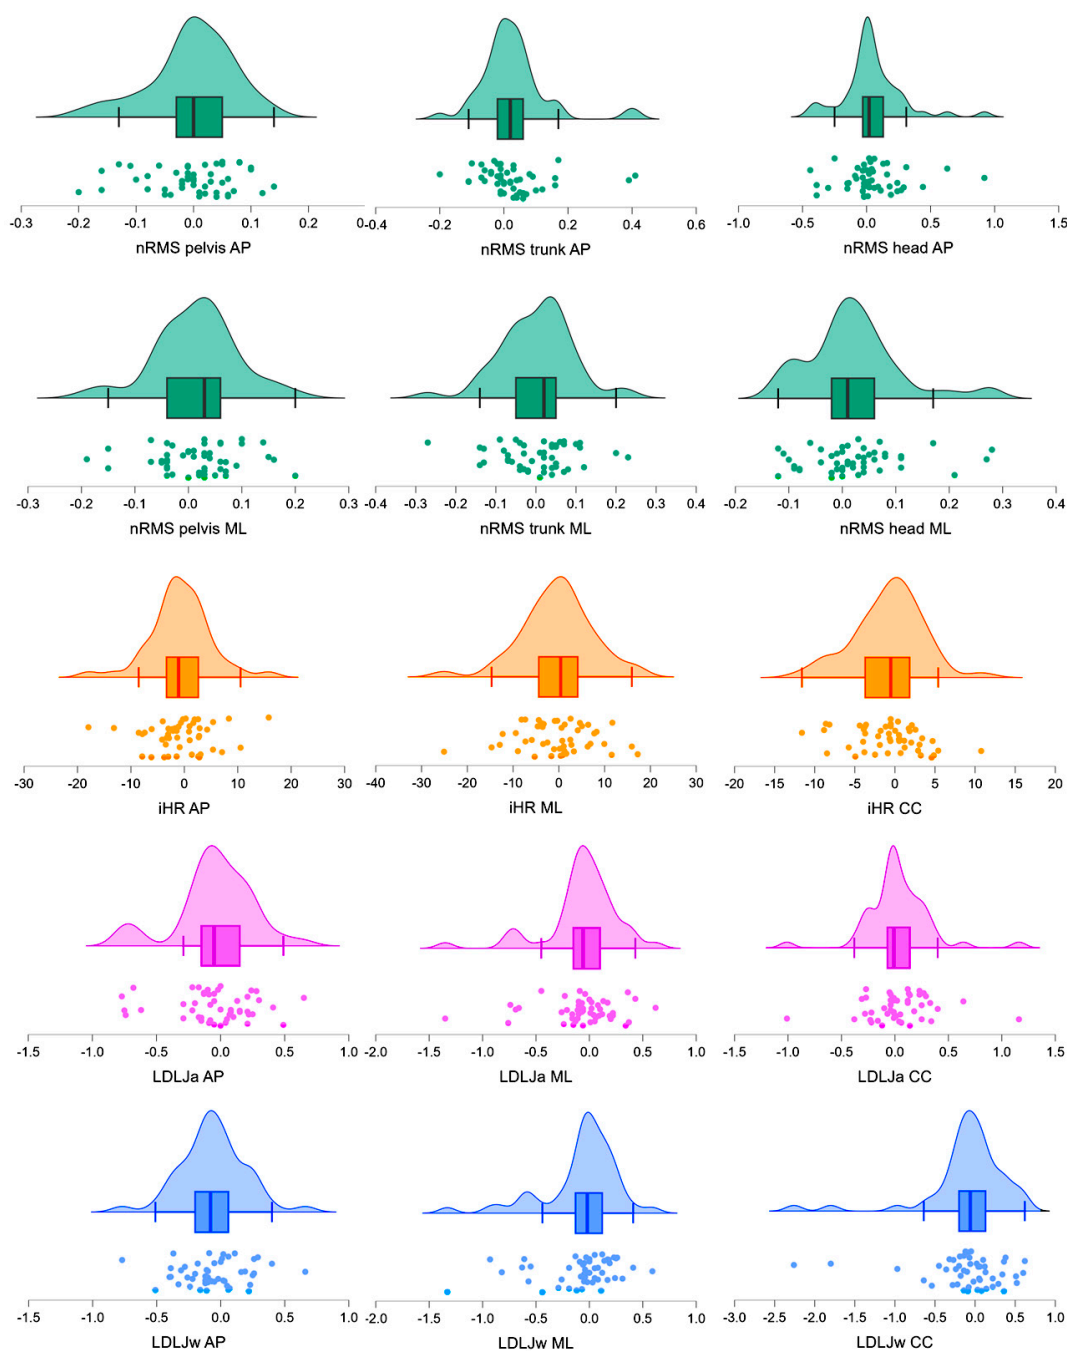 -0.3 -0.2 -0.1 0.0 0.1 0.2 0. -0.4 -0.2 0.0 0.2 0.4 0.6 -1.0 -0.5 0.0 0.5 1.0 1.5
nRMS pelvis AP nRMS trunk AP nRMS head AP
-0.3 -0.2 -0.1 0.0 0.1 0.2 0.3 -0.4 -0.3 -0.2 -0.1 0.0 0.1 0.2 0.3 0.4 -0.2 -0.1 0.0 0.1 0.2 0.3 0.4
nRMS pelvis ML nRMS trunk ML nRMS head ML
-30 -20 -10 0 10 20 30 -40 -30 -20 -10 0 10 20 30 -20 -15 -10 -5 0 5 10 15 20
iHR AP iHR ML iHR CC
-1.5 -1.0 -0.5 0.0 0.5 1.0 -2.0 -1.5 -1.0 -0.5 0.0 0.5 1.0 -1.5 -1.0 -0.5 0.0 0.5 1.0 1.5
LDLJa AP LDLJa ML LDLJa CC
-1.5 -1.0 -0.5 0.0 0.5 1.0 -2.0 -1.5 -1.0 -0.5 0.0 0.5 1.0 -3.0 -2.5 -2.0 -1.5 -1.0 -0.5 0.0 0.5 1.0
LDLJw AP LDLJw ML LDLJw CC